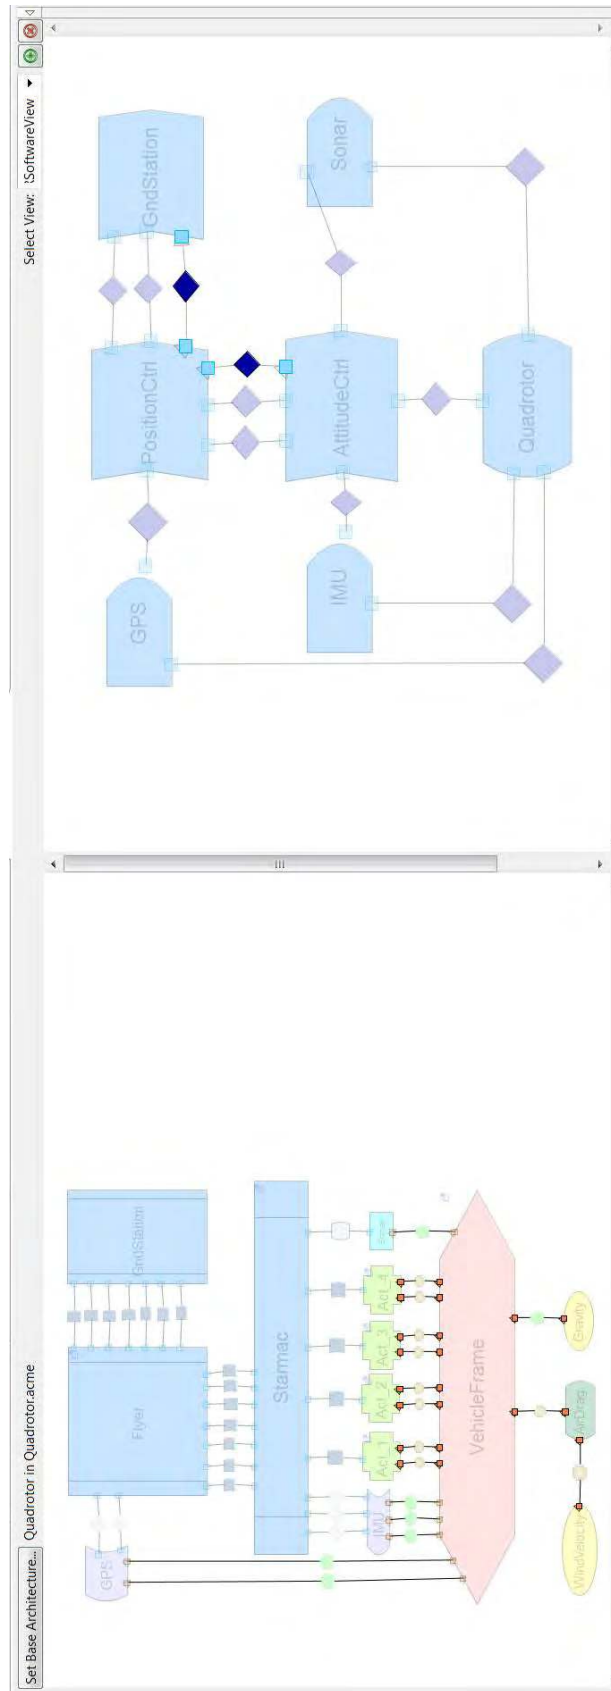 Set Base Architecture... Quadrotor in Quadrotor.acme
Select View: :SoftwareView
GPS
Flyer
GndStation
Starmac
IMU
Act_1
Act_2
Act_3
Act_4
VehicleFrame
WindVelocity
AirDrag
Gravity
GPS
PositionCtrl
GndStation
IMU
AttitudeCtrl
Sonar
Quadrotor